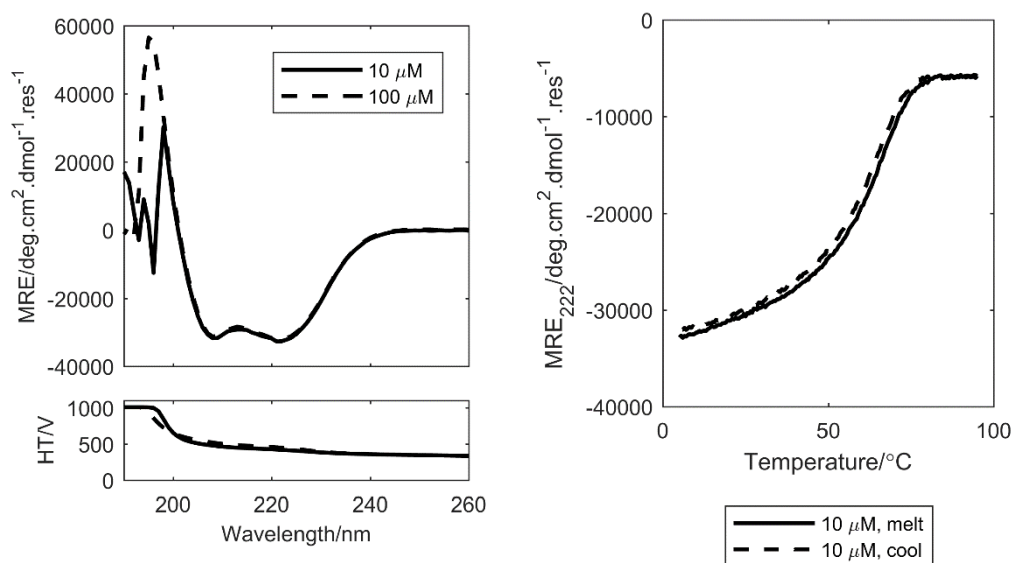 MRE/deg.cm².dmol⁻¹.res⁻¹
60000
40000
20000
0
-20000
-40000
10 μM
100 μM
HT/V
1000
500
0
200
220
240
260
Wavelength/nm
MRE₂₂₂/deg.cm².dmol⁻¹.res⁻¹
0
-10000
-20000
-30000
-40000
0
50
100
Temperature/°C
10 μM, melt
10 μM, cool